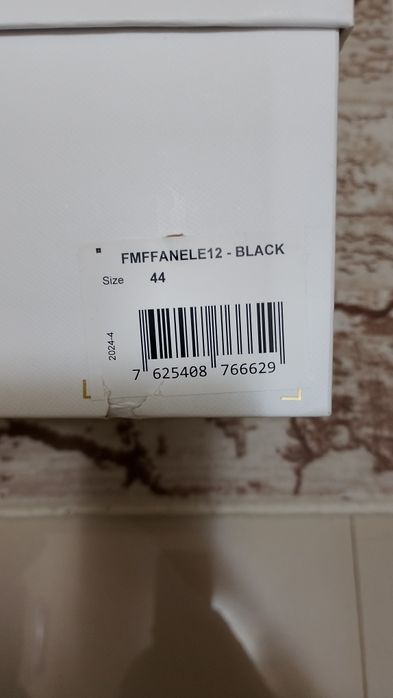 FMFFANELE12 - BLACK
Size 44
2024-4
7 625408 766629